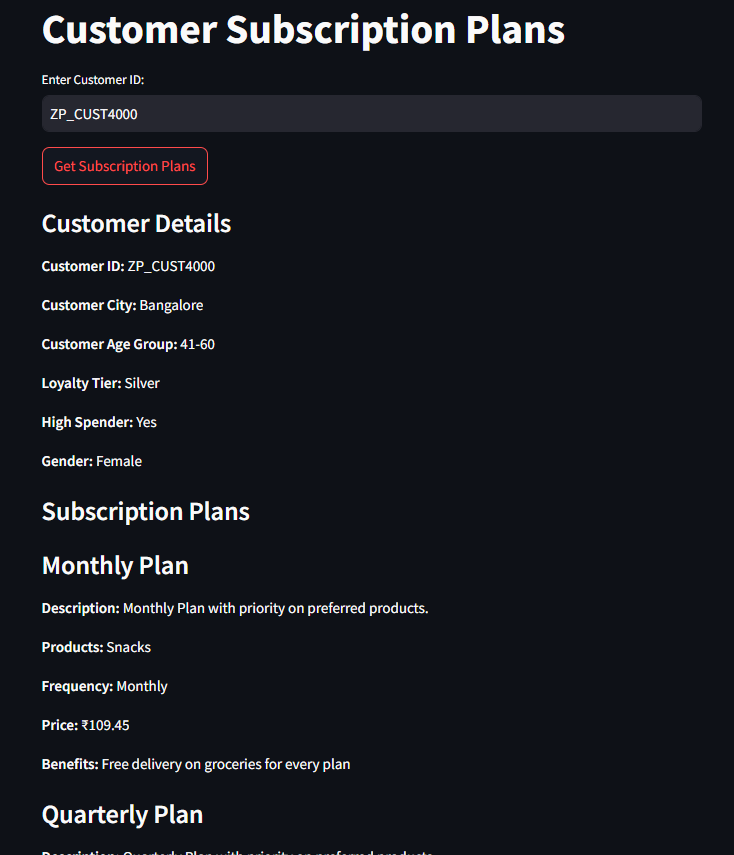 Customer Subscription Plans
Enter Customer ID:
ZP_CUST4000
Get Subscription Plans
Customer Details
Customer ID: ZP_CUST4000
Customer City: Bangalore
Customer Age Group: 41-60
Loyalty Tier: Silver
High Spender: Yes
Gender: Female
Subscription Plans
Monthly Plan
Description: Monthly Plan with priority on preferred products.
Products: Snacks
Frequency: Monthly
Price: ₹109.45
Benefits: Free delivery on groceries for every plan
Quarterly Plan